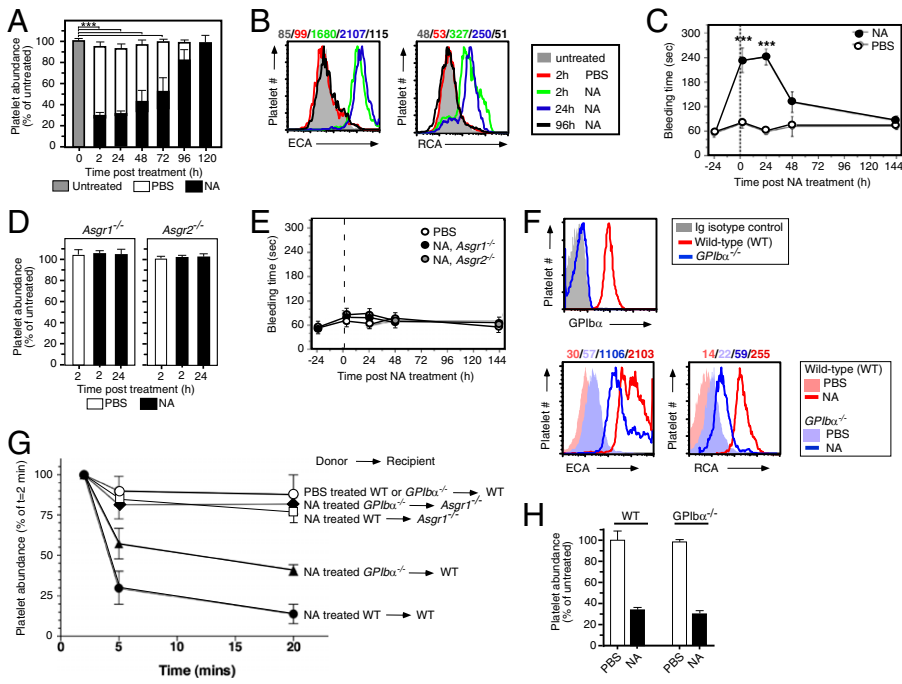 A
Platelet abundance
(% of untreated)
***
100
80
60
40
20
0
0 2 24 48 72 96 120
Time post treatment (h)
Untreated PBS NA
B
85/99/1680/2107/115
48/53/327/250/51
Platelet #
Platelet #
ECA
RCA
untreated
2h PBS
2h NA
24h NA
96h NA
C
Bleeding time (sec)
300
240
180
120
60
0
*** ***
NA
PBS
-24 0 24 48 72 96 120 144
Time post NA treatment (h)
D
Asgr1-/- Asgr2-/-
Platelet abundance
(% of untreated)
100
80
60
40
20
0
2 2 24 2 2 24
Time post treatment (h)
PBS NA
E
Bleeding time (sec)
300
240
180
120
60
0
PBS
NA, Asgr1-/-
NA, Asgr2-/-
-24 0 24 48 72 96 120 144
Time post NA treatment (h)
F
Platelet #
GPIbα
Ig isotype control
Wild-type (WT)
GPIbα-/-
30/57/1106/2103
14/22/59/255
Platelet #
Platelet #
ECA
RCA
Wild-type (WT)
PBS
NA
GPIbα-/-
PBS
NA
G
Platelet abundance (% of t=2 min)
100
75
50
25
0
Donor → Recipient
PBS treated WT or GPIbα-/- → WT
NA treated GPIbα-/- → Asgr1-/-
NA treated WT → Asgr1-/-
NA treated GPIbα-/- → WT
NA treated WT → WT
5 10 15 20
Time (mins)
H
WT GPIbα-/-
Platelet abundance
(% of untreated)
100
80
60
40
20
0
PBS NA PBS NA